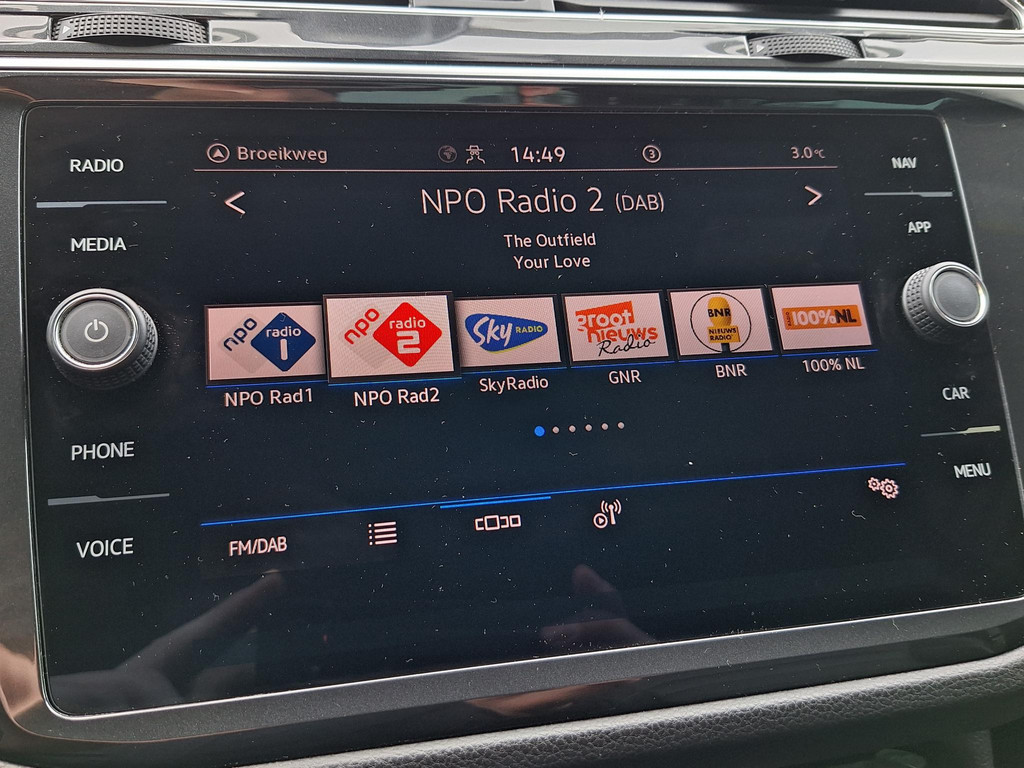 RADIO
MEDIA
PHONE
VOICE
Broeikweg
14:49
3
3.0°C
NPO Radio 2 (DAB)
The Outfield
Your Love
npo radio 1
npo radio 2
Sky RADIO
groot nieuws Radio
BNR NIEUWS RADIO
RADIO 100% NL
NPO Rad1
NPO Rad2
SkyRadio
GNR
BNR
100% NL
FM/DAB
NAV
APP
CAR
MENU